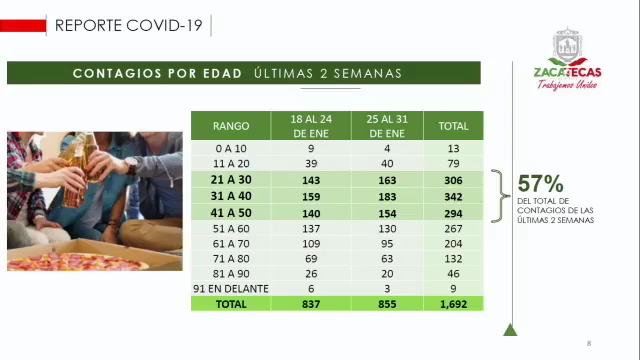 REPORTE COVID-19
ZACATECAS
Trabajemos Unidos
CONTAGIOS POR EDAD ÚLTIMAS 2 SEMANAS
RANGO 18 AL 24 DE ENE 25 AL 31 DE ENE TOTAL
0 A 10 9 4 13
11 A 20 39 40 79
21 A 30 143 163 306
31 A 40 159 183 342
41 A 50 140 154 294
51 A 60 137 130 267
61 A 70 109 95 204
71 A 80 69 63 132
81 A 90 26 20 46
91 EN DELANTE 6 3 9
TOTAL 837 855 1,692
57%
DEL TOTAL DE
CONTAGIOS DE LAS
ÚLTIMAS 2 SEMANAS
8